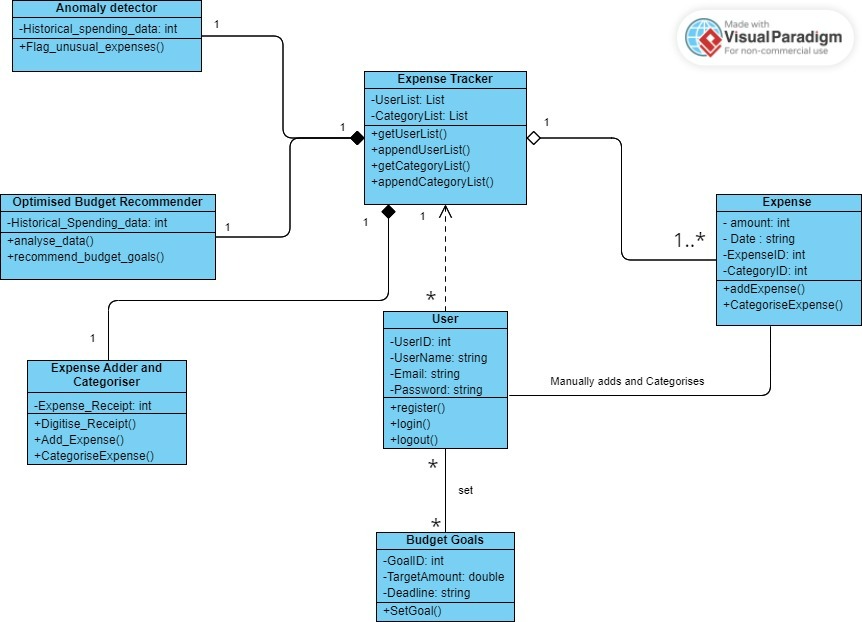 Anomaly detector
-Historical_spending_data: int
+Flag_unusual_expenses()
1
Made with
VisualParadigm
For non-commercial use
Expense Tracker
-UserList: List
-CategoryList: List
+getUserList()
+appendUserList()
+getCategoryList()
+appendCategoryList()
1
1
1
1
Optimised Budget Recommender
-Historical_Spending_data: int
+analyse_data()
+recommend_budget_goals()
1
Expense
- amount: int
- Date : string
-ExpenseID: int
-CategoryID: int
+addExpense()
+CategoriseExpense()
1..*
*
User
-UserID: int
-UserName: string
-Email: string
-Password: string
+register()
+login()
+logout()
1
Expense Adder and
Categoriser
-Expense_Receipt: int
+Digitise_Receipt()
+Add_Expense()
+CategoriseExpense()
Manually adds and Categorises
*
set
*
Budget Goals
-GoalID: int
-TargetAmount: double
-Deadline: string
+SetGoal()